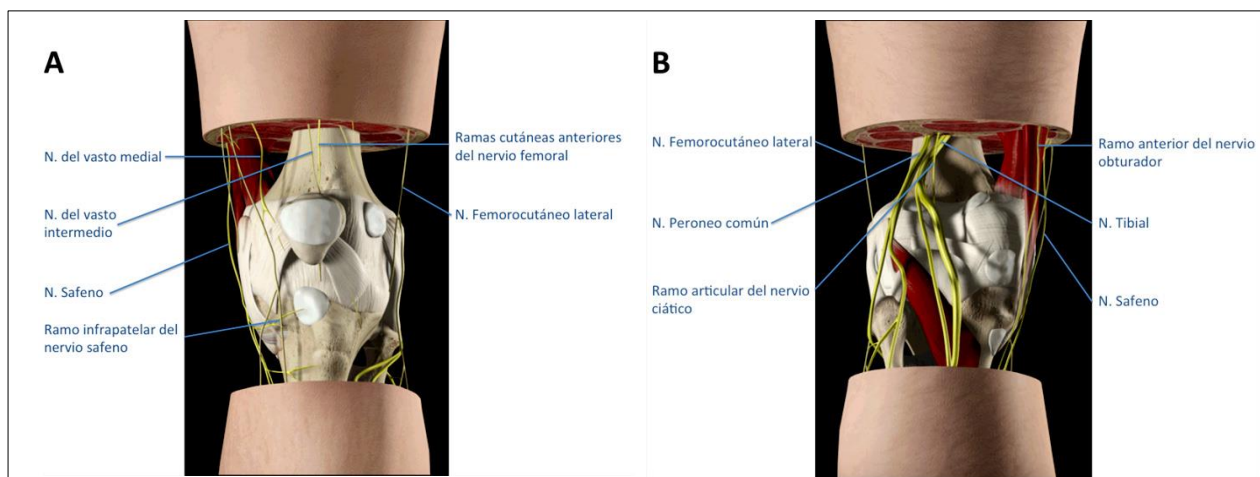 A
N. del vasto medial
N. del vasto
intermedio
N. Safeno
Ramo infrapatelar del
nervio safeno
Ramas cutáneas anteriores
del nervio femoral
N. Femorocutáneo lateral
B
N. Femorocutáneo lateral
N. Peroneo común
Ramo articular del nervio
ciático
Ramo anterior del nervio
obturador
N. Tibial
N. Safeno